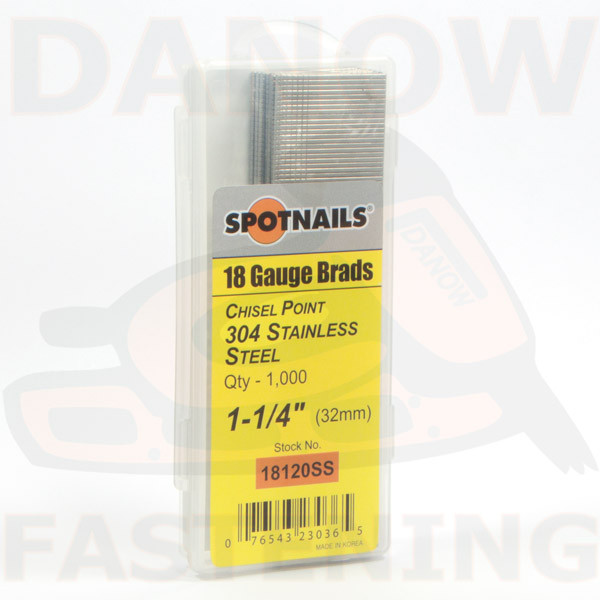 DANOW
SPOTNAILS®
18 Gauge Brads
CHISEL POINT
304 STAINLESS
STEEL
Qty - 1,000
1-1/4" (32mm)
Stock No.
18120SS
0 76543 23036 5
MADE IN KOREA
DANOW
FASTENING